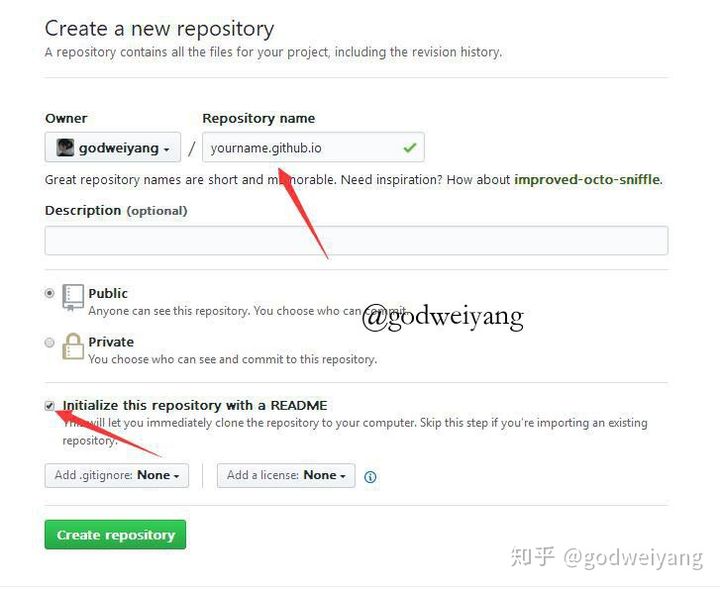 Create a new repository
A repository contains all the files for your project, including the revision history.
Owner
Repository name
godweiyang
/
yourname.github.io
Great repository names are short and memorable. Need inspiration? How about improved-octo-sniffle.
Description (optional)
Public
Anyone can see this repository. You choose who can commit.
@godweiyang
Private
You choose who can see and commit to this repository.
Initialize this repository with a README
This will let you immediately clone the repository to your computer. Skip this step if you're importing an existing
repository.
Add .gitignore: None
Add a license: None
Create repository
知乎 @godweiyang